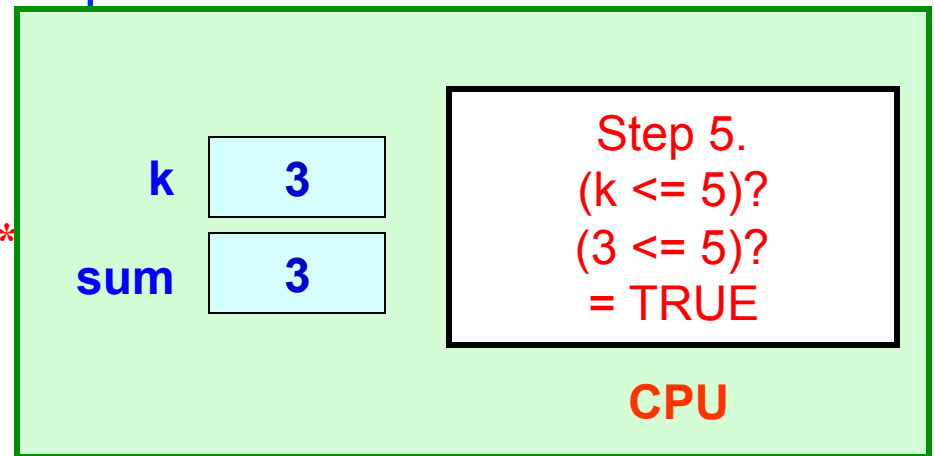 k 3
sum 3
*
Step 5.
(k <= 5)?
(3 <= 5)?
= TRUE
CPU